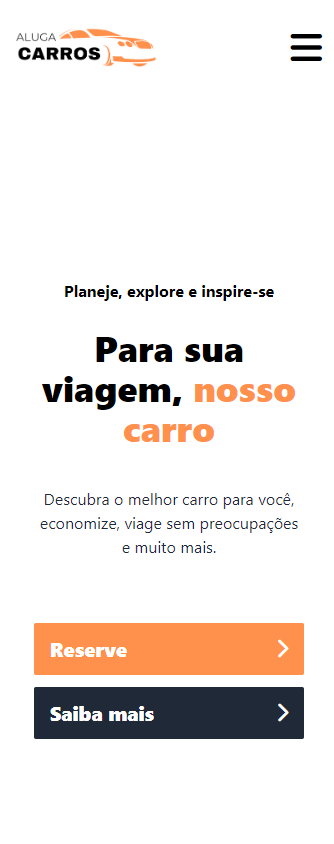 ALUGA
CARROS
Planeje, explore e inspire-se
Para sua
viagem, nosso
carro
Descubra o melhor carro para você,
economize, viage sem preocupações
e muito mais.
Reserve
Saiba mais